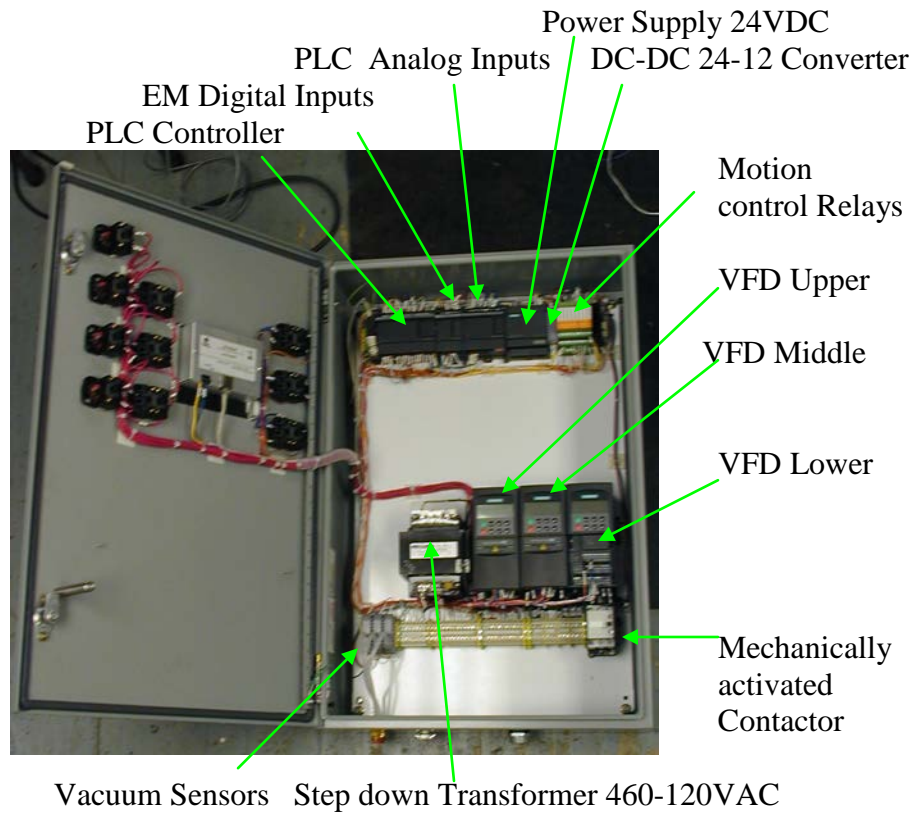 Power Supply 24VDC
PLC Analog Inputs DC-DC 24-12 Converter
EM Digital Inputs
PLC Controller
Motion
control Relays
VFD Upper
VFD Middle
VFD Lower
Mechanically
activated
Contactor
Vacuum Sensors Step down Transformer 460-120VAC